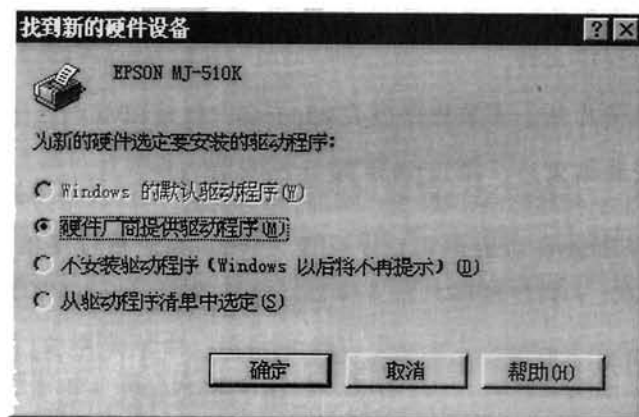 找到新的硬件设备
EPSON MJ-510K
为新的硬件选定要安装的驱动程序:
Windows 的默认驱动程序(W)
硬件厂商提供驱动程序(M)
不安装驱动程序(Windows 以后将不再提示) (D)
从驱动程序清单中选定(S)
确定 取消 帮助(H)